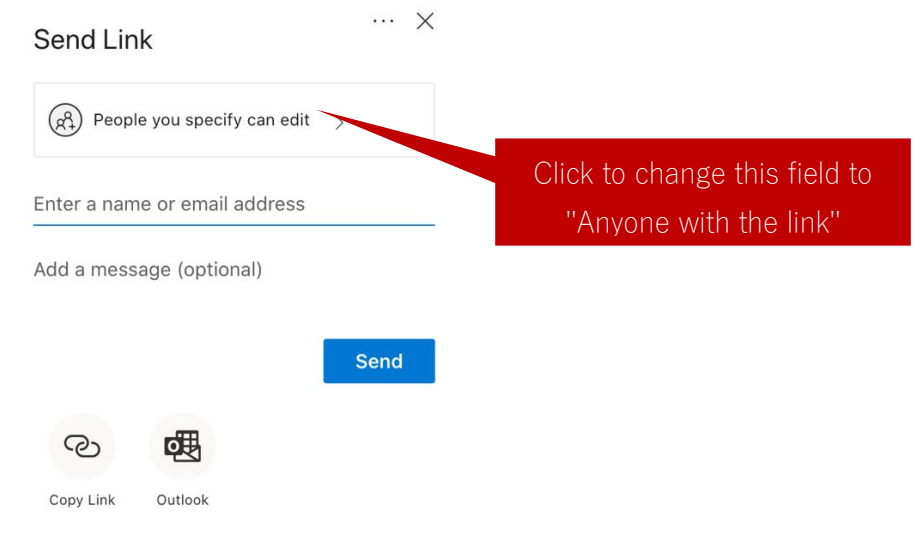 Send Link
People you specify can edit
Click to change this field to
"Anyone with the link"
Enter a name or email address
Add a message (optional)
Send
Copy Link
Outlook